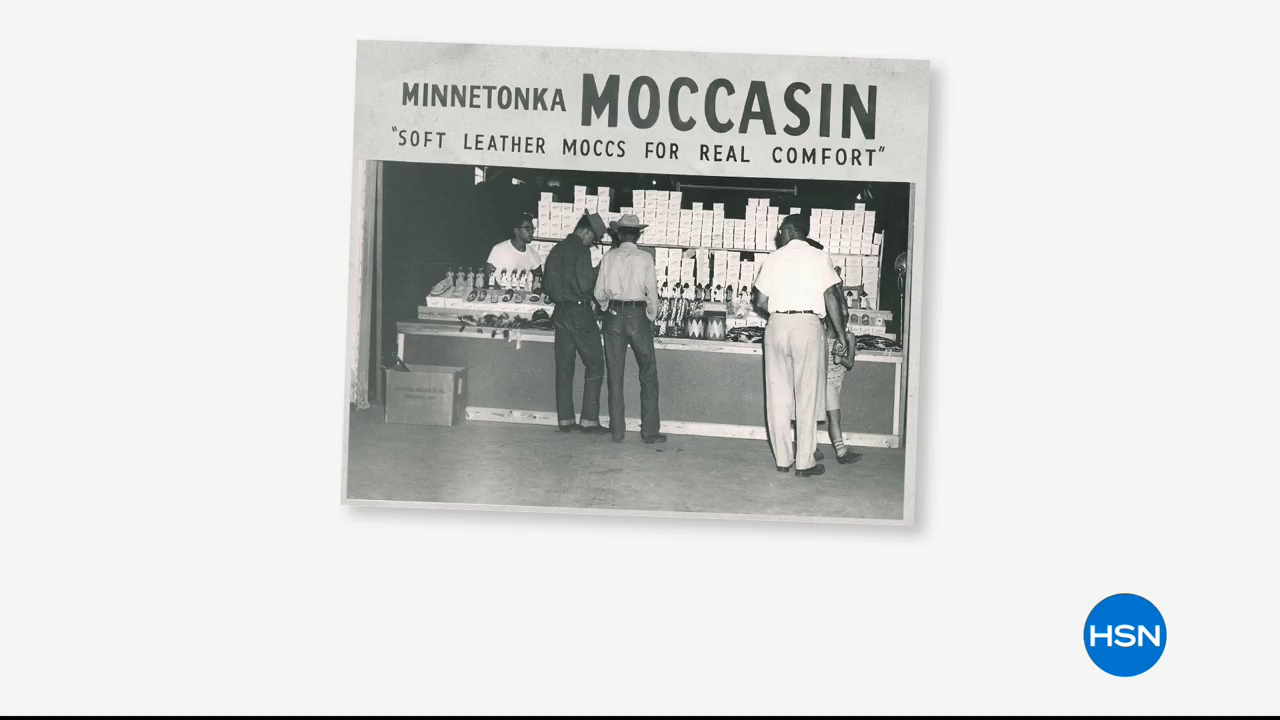 MINNETONKA MOCCASIN
"SOFT LEATHER MOCCS FOR REAL COMFORT"
HSN